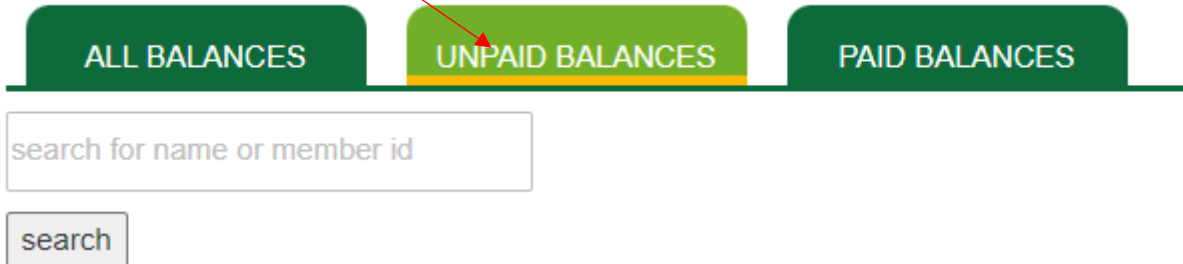 ALL BALANCES
UNPAID BALANCES
PAID BALANCES
search for name or member id
search